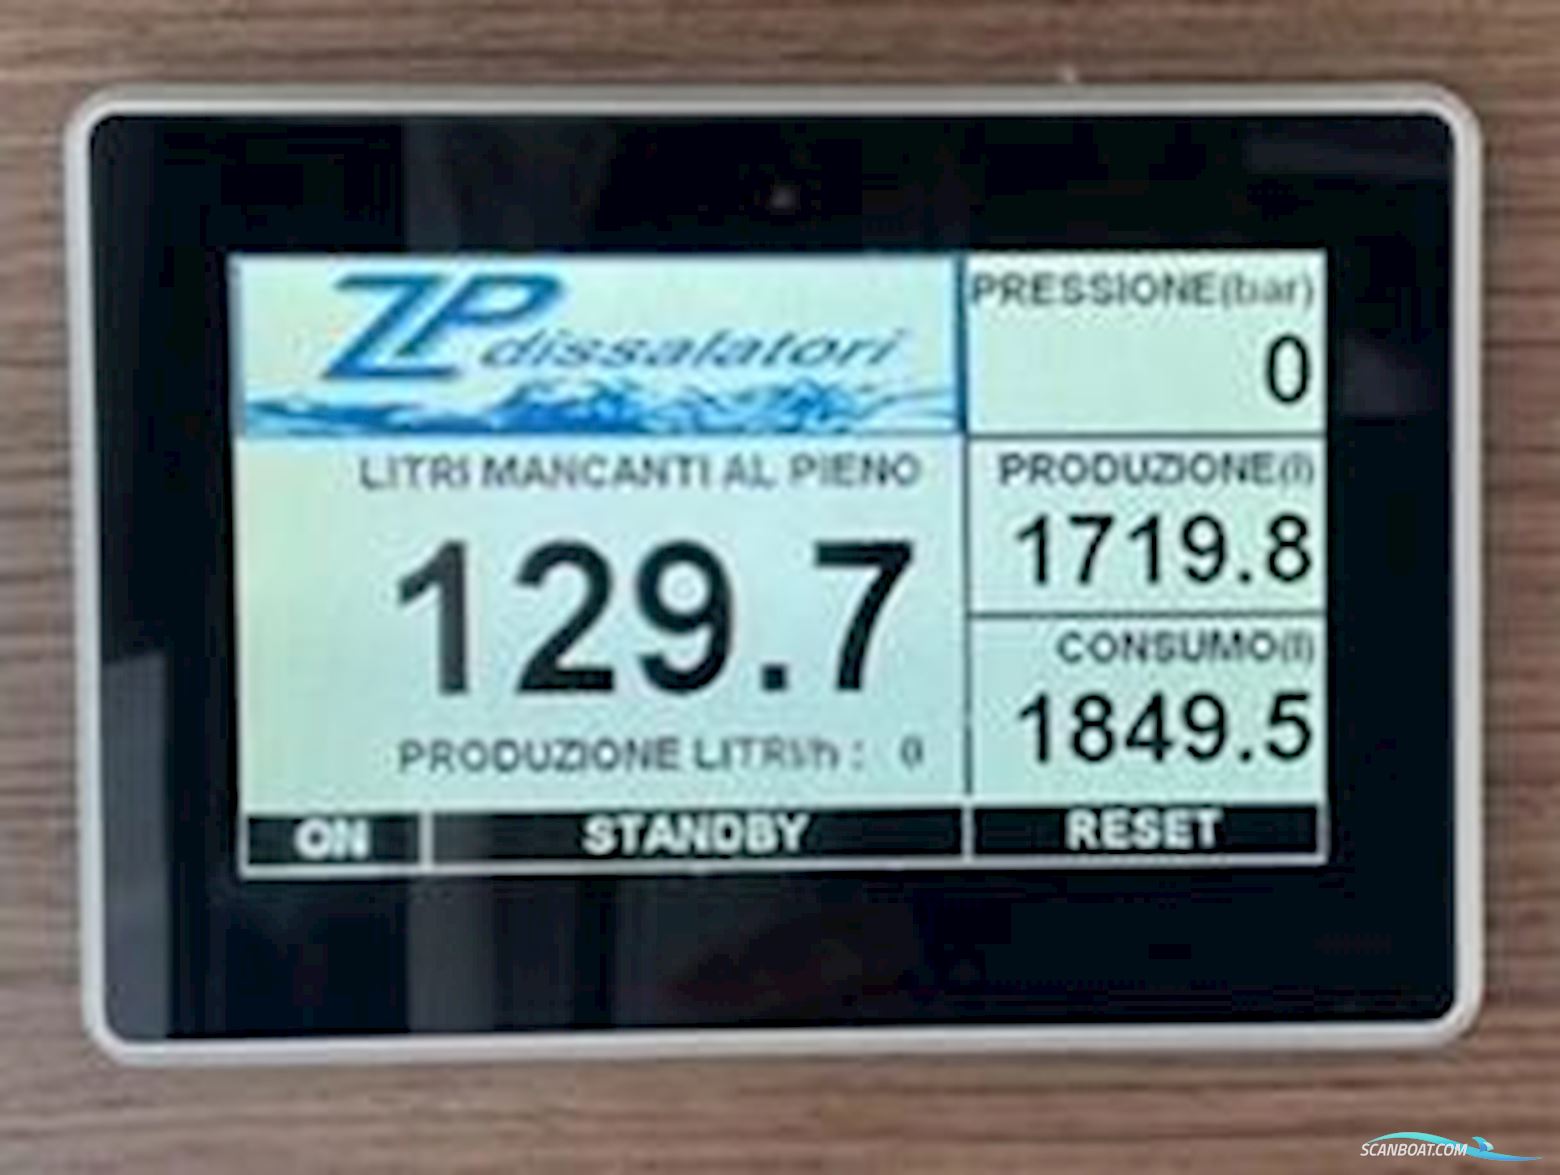 ZP dissalatori
LITRI MANCANTI AL PIENO
129.7
PRODUZIONE LITRI/h : 0
PRESSIONE(bar)
0
PRODUZIONE(l)
1719.8
CONSUMO(l)
1849.5
ON STANDBY RESET
SCANBOAT.COM